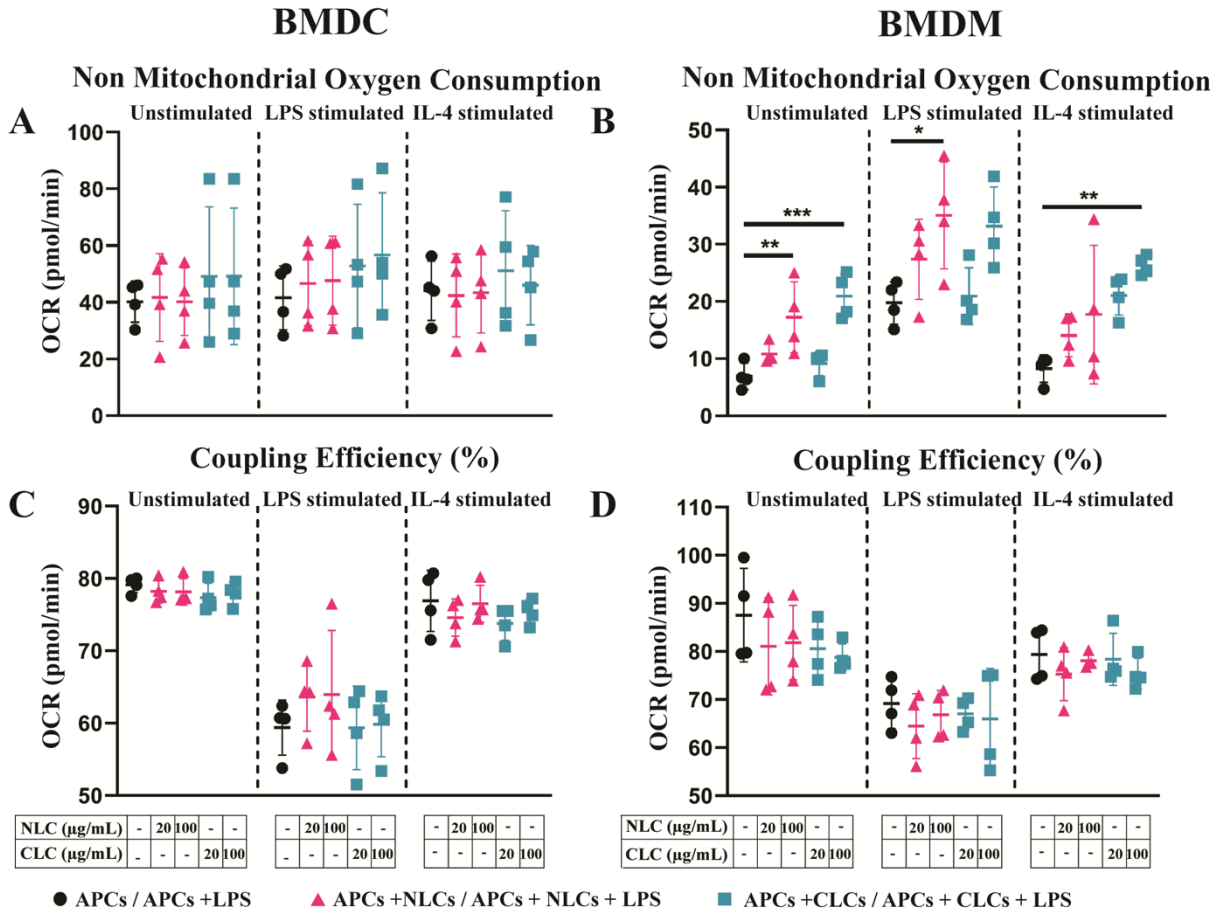 BMDC
BMDM
Non Mitochondrial Oxygen Consumption
Non Mitochondrial Oxygen Consumption
A
Unstimulated
LPS stimulated
IL-4 stimulated
B
Unstimulated
LPS stimulated
IL-4 stimulated
OCR (pmol/min)
100
80
60
40
20
0
OCR (pmol/min)
50
40
30
20
10
0
**
***
*
**
Coupling Efficiency (%)
Coupling Efficiency (%)
C
Unstimulated
LPS stimulated
IL-4 stimulated
D
Unstimulated
LPS stimulated
IL-4 stimulated
OCR (pmol/min)
90
80
70
60
50
OCR (pmol/min)
110
100
90
80
70
60
50
NLC (µg/mL) - 20 100 - - - 20 100 - - - 20 100 - -
CLC (µg/mL) - - - 20 100 - - - 20 100 - - - 20 100
NLC (µg/mL) - 20 100 - - - 20 100 - - - 20 100 - -
CLC (µg/mL) - - - 20 100 - - - 20 100 - - - 20 100
APCs / APCs +LPS
APCs +NLCs / APCs + NLCs + LPS
APCs +CLCs / APCs + CLCs + LPS